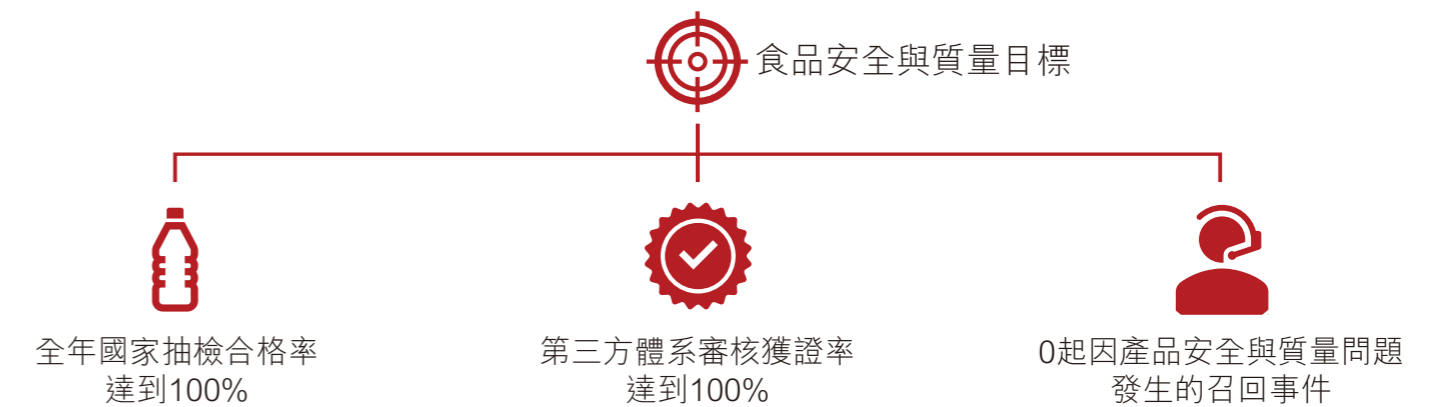 食品安全與質量目標
全年國家抽檢合格率
達到100%
第三方體系審核獲證率
達到100%
0起因產品安全與質量問題
發生的召回事件